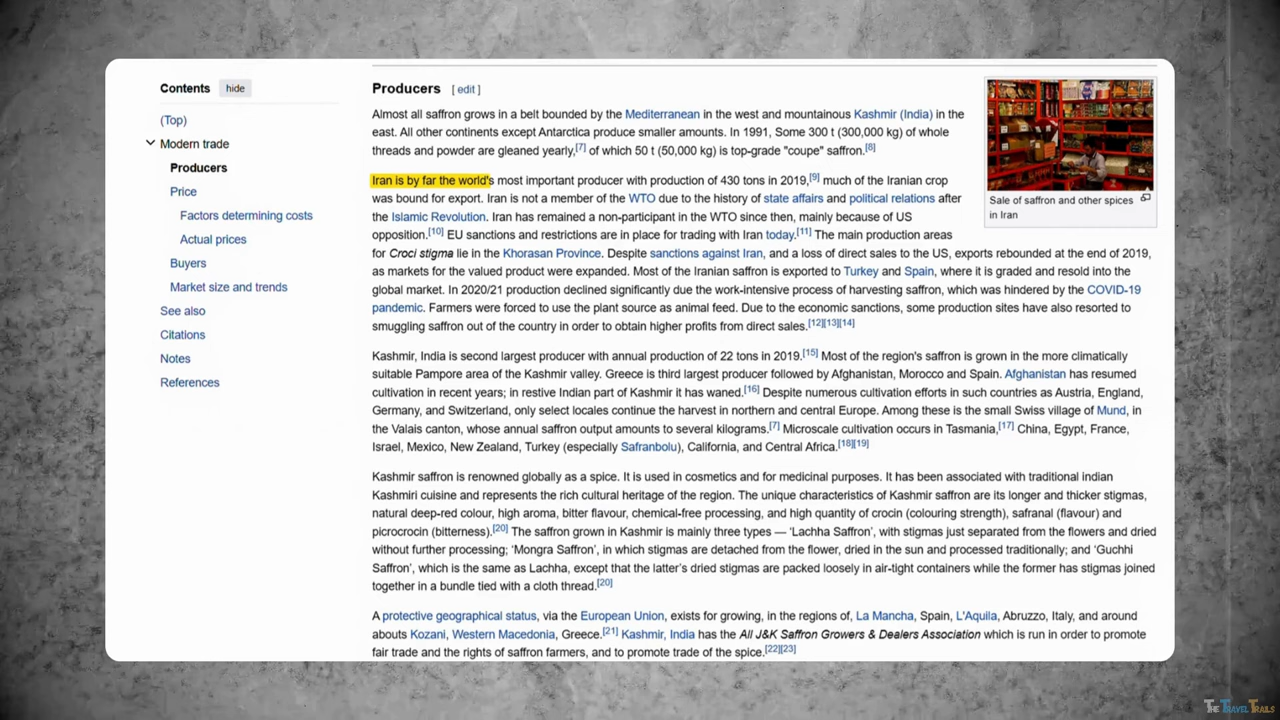 Contents hide
(Top)
Modern trade
Producers
Price
Factors determining costs
Actual prices
Buyers
Market size and trends
See also
Citations
Notes
References
Producers [ edit ]
Almost all saffron grows in a belt bounded by the Mediterranean in the west and mountainous Kashmir (India) in the
east. All other continents except Antarctica produce smaller amounts. In 1991, Some 300 t (300,000 kg) of whole
threads and powder are gleaned yearly,[7] of which 50 t (50,000 kg) is top-grade "coupe" saffron.[8]
Iran is by far the world's most important producer with production of 430 tons in 2019,[9] much of the Iranian crop
was bound for export. Iran is not a member of the WTO due to the history of state affairs and political relations after
the Islamic Revolution. Iran has remained a non-participant in the WTO since then, mainly because of US
opposition.[10] EU sanctions and restrictions are in place for trading with Iran today.[11] The main production areas
for Croci stigma lie in the Khorasan Province. Despite sanctions against Iran, and a loss of direct sales to the US, exports rebounded at the end of 2019,
as markets for the valued product were expanded. Most of the Iranian saffron is exported to Turkey and Spain, where it is graded and resold into the
global market. In 2020/21 production declined significantly due the work-intensive process of harvesting saffron, which was hindered by the COVID-19
pandemic. Farmers were forced to use the plant source as animal feed. Due to the economic sanctions, some production sites have also resorted to
smuggling saffron out of the country in order to obtain higher profits from direct sales.[12][13][14]
Kashmir, India is second largest producer with annual production of 22 tons in 2019.[15] Most of the region's saffron is grown in the more climatically
suitable Pampore area of the Kashmir valley. Greece is third largest producer followed by Afghanistan, Morocco and Spain. Afghanistan has resumed
cultivation in recent years; in restive Indian part of Kashmir it has waned.[16] Despite numerous cultivation efforts in such countries as Austria, England,
Germany, and Switzerland, only select locales continue the harvest in northern and central Europe. Among these is the small Swiss village of Mund, in
the Valais canton, whose annual saffron output amounts to several kilograms.[7] Microscale cultivation occurs in Tasmania,[17] China, Egypt, France,
Israel, Mexico, New Zealand, Turkey (especially Safranbolu), California, and Central Africa.[18][19]
Kashmir saffron is renowned globally as a spice. It is used in cosmetics and for medicinal purposes. It has been associated with traditional indian
Kashmiri cuisine and represents the rich cultural heritage of the region. The unique characteristics of Kashmir saffron are its longer and thicker stigmas,
natural deep-red colour, high aroma, bitter flavour, chemical-free processing, and high quantity of crocin (colouring strength), safranal (flavour) and
picrocrocin (bitterness).[20] The saffron grown in Kashmir is mainly three types — ‘Lachha Saffron’, with stigmas just separated from the flowers and dried
without further processing; ‘Mongra Saffron’, in which stigmas are detached from the flower, dried in the sun and processed traditionally; and ‘Guchhi
Saffron’, which is the same as Lachha, except that the latter’s dried stigmas are packed loosely in air-tight containers while the former has stigmas joined
together in a bundle tied with a cloth thread.[20]
A protective geographical status, via the European Union, exists for growing, in the regions of, La Mancha, Spain, L'Aquila, Abruzzo, Italy, and around
abouts Kozani, Western Macedonia, Greece.[21] Kashmir, India has the All J&K Saffron Growers & Dealers Association which is run in order to promote
fair trade and the rights of saffron farmers, and to promote trade of the spice.[22][23]
Sale of saffron and other spices
in Iran
THE TRAVEL TRAILS